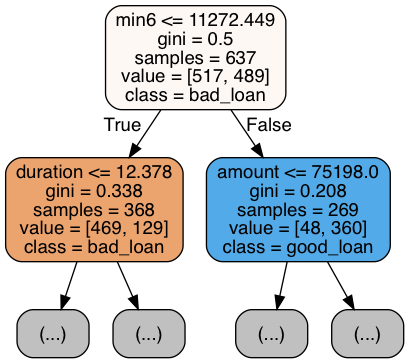 min6 <= 11272.449
gini = 0.5
samples = 637
value = [517, 489]
class = bad_loan
True
False
duration <= 12.378
gini = 0.338
samples = 368
value = [469, 129]
class = bad_loan
amount <= 75198.0
gini = 0.208
samples = 269
value = [48, 360]
class = good_loan
(...)
(...)
(...)
(...)